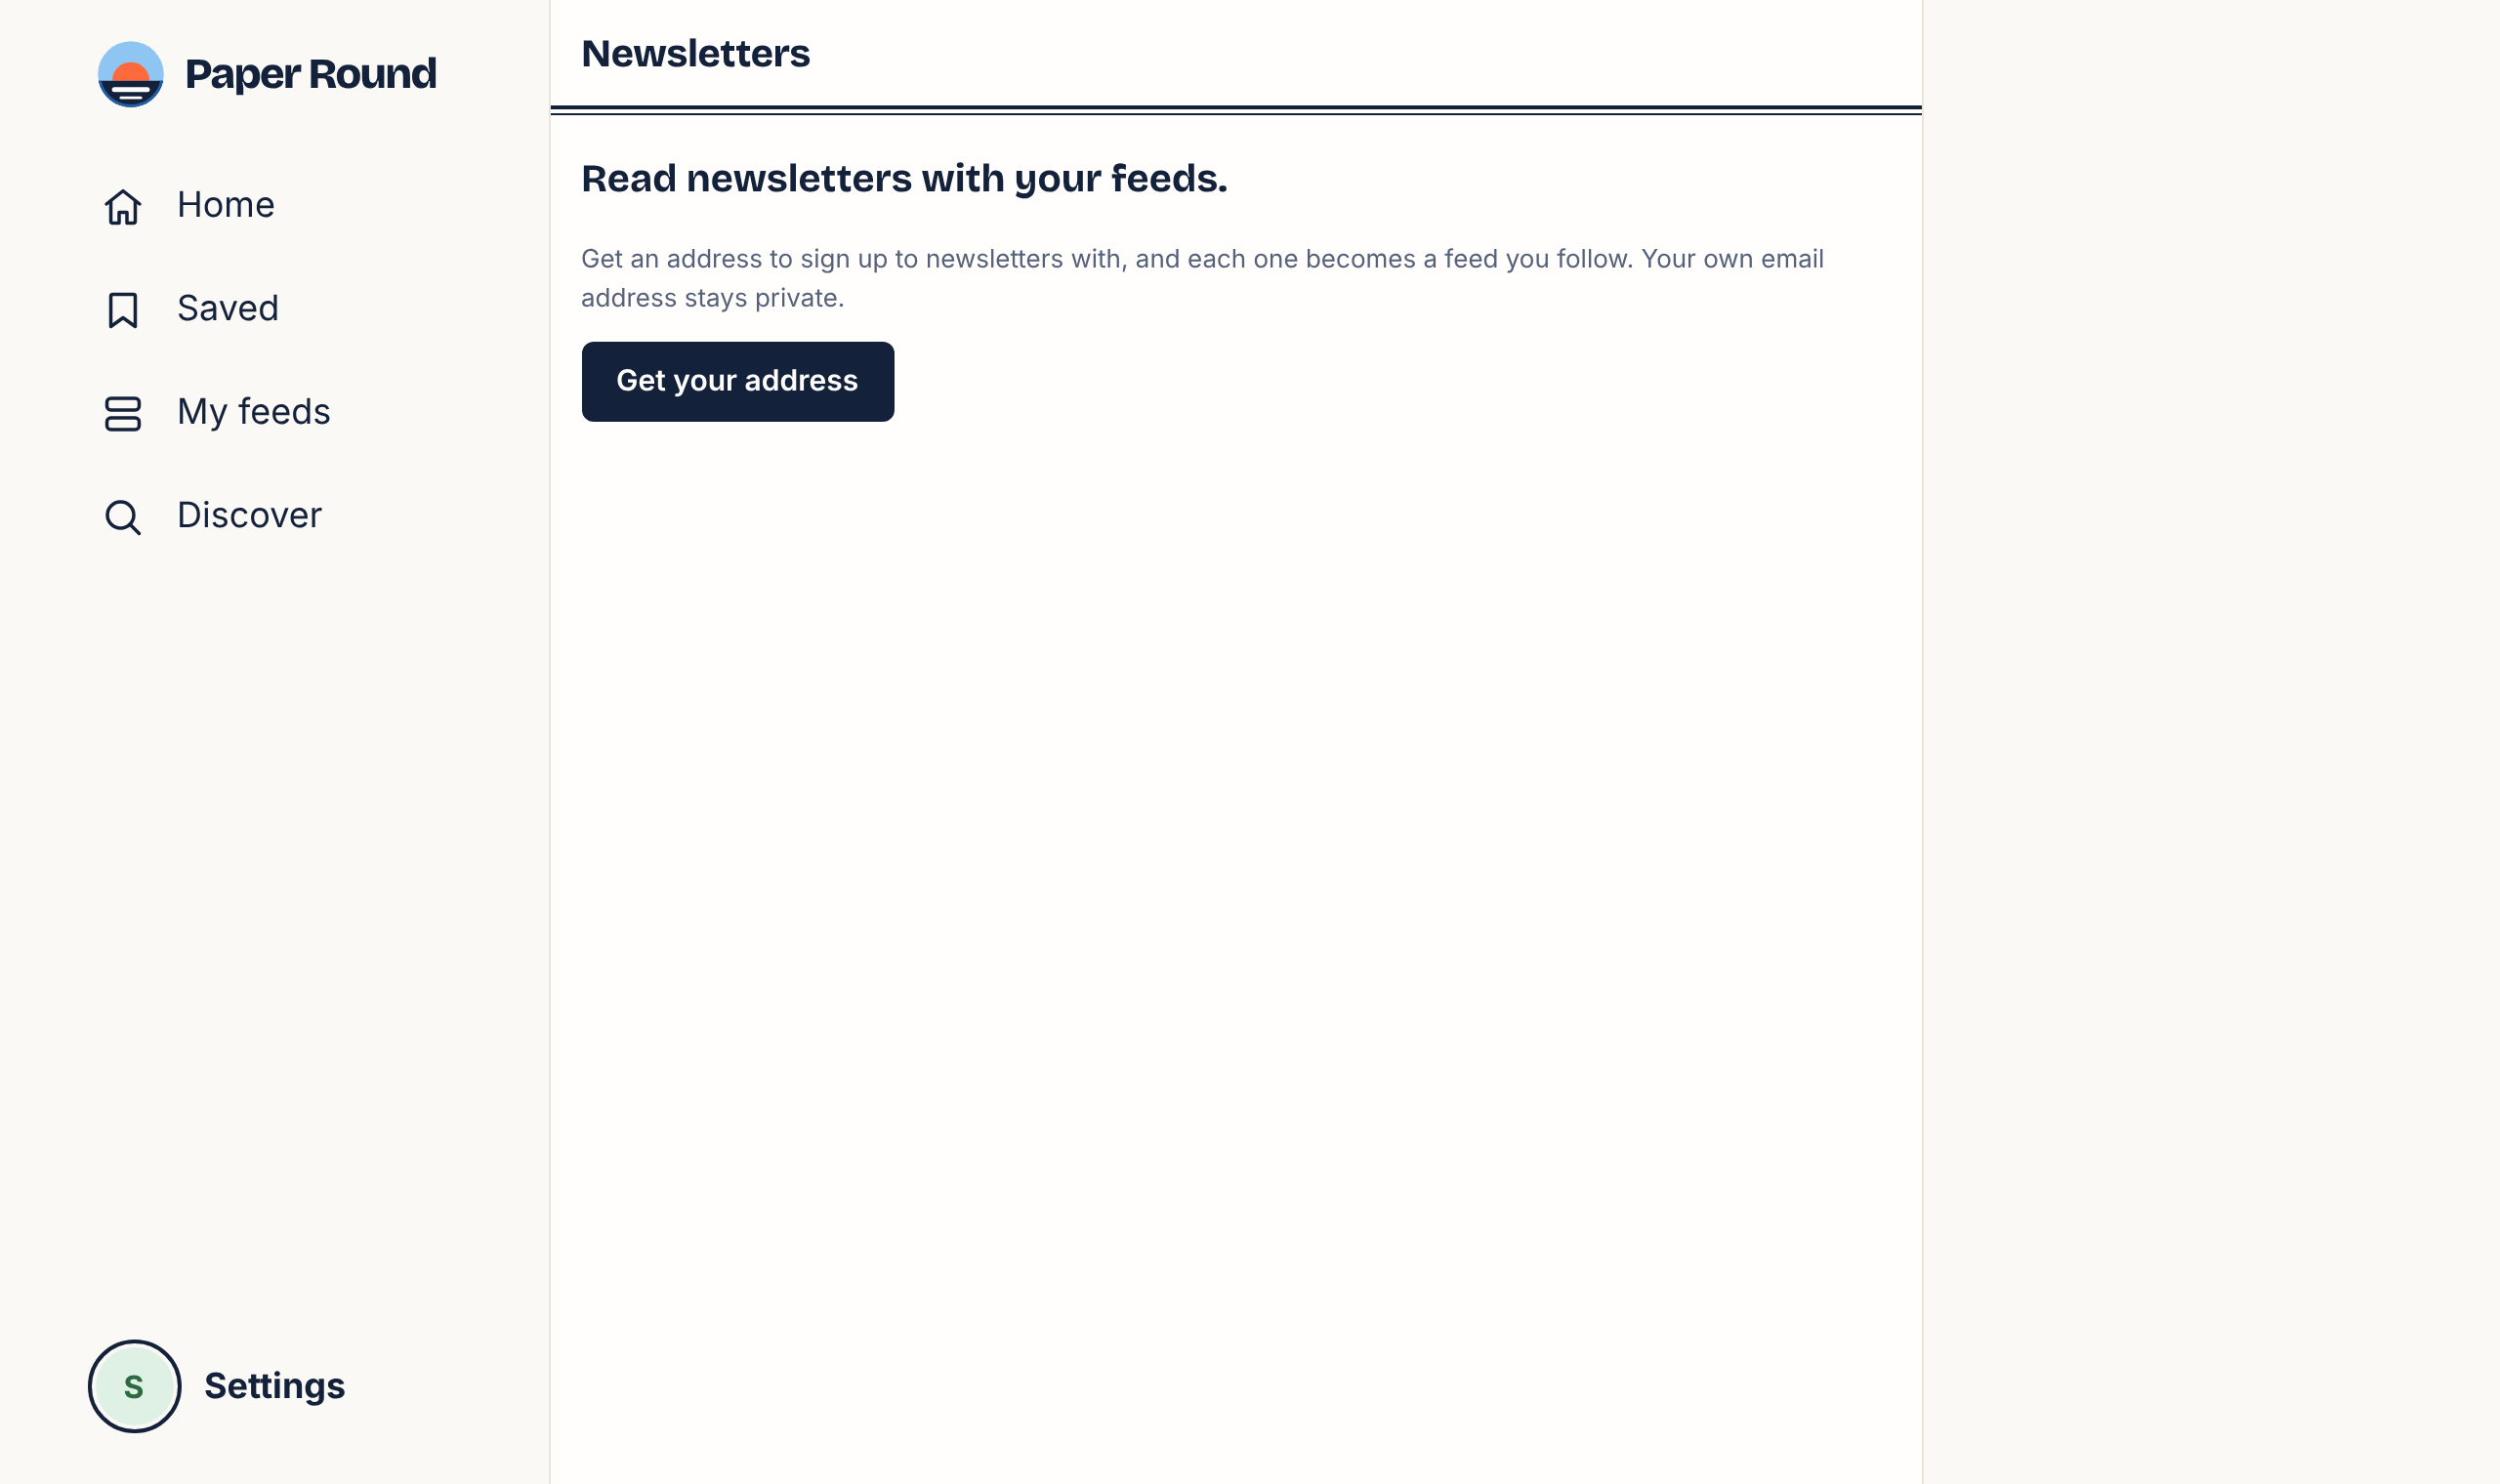 Paper Round
Home
Saved
My feeds
Discover
S
Settings
Newsletters
Read newsletters with your feeds.
Get an address to sign up to newsletters with, and each one becomes a feed you follow. Your own email
address stays private.
Get your address